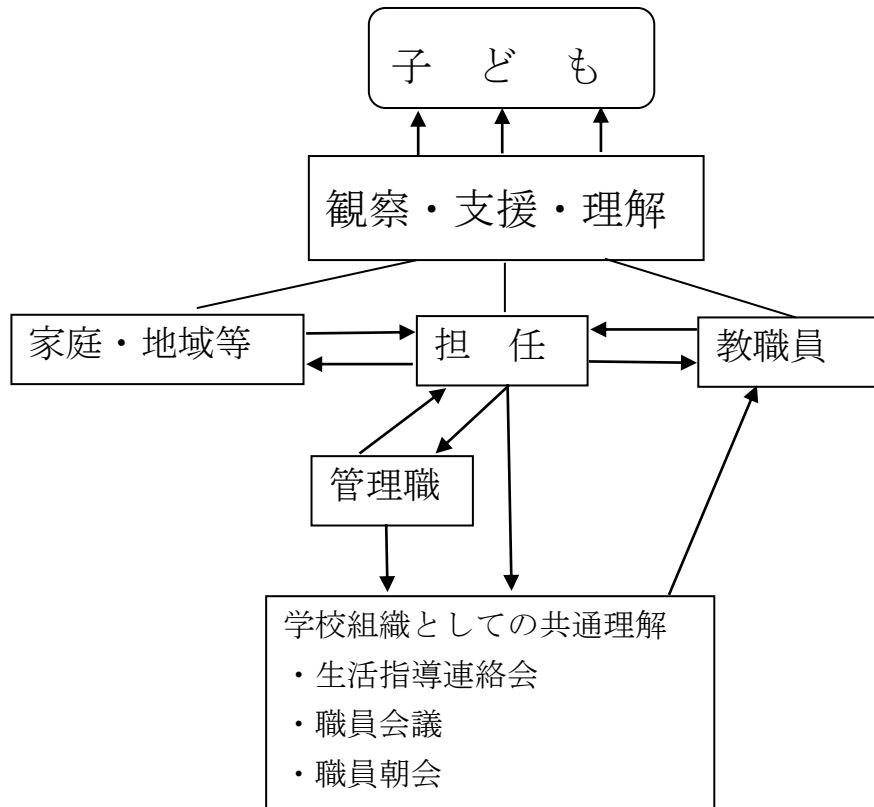 子　ど　も
観察・支援・理解
家庭・地域等
担　任
教職員
管理職
学校組織としての共通理解
・生活指導連絡会
・職員会議
・職員朝会